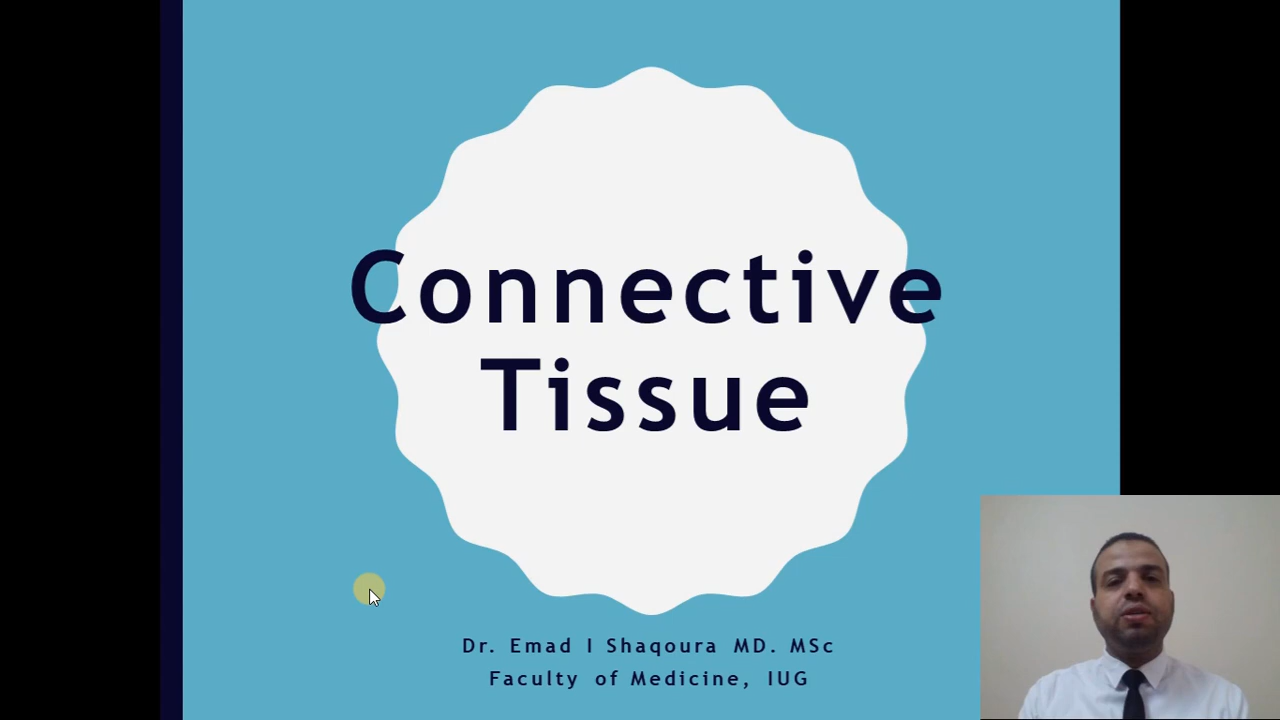 Connective
Tissue
Dr. Emad I Shaqoura MD. MSc
Faculty of Medicine, IUG